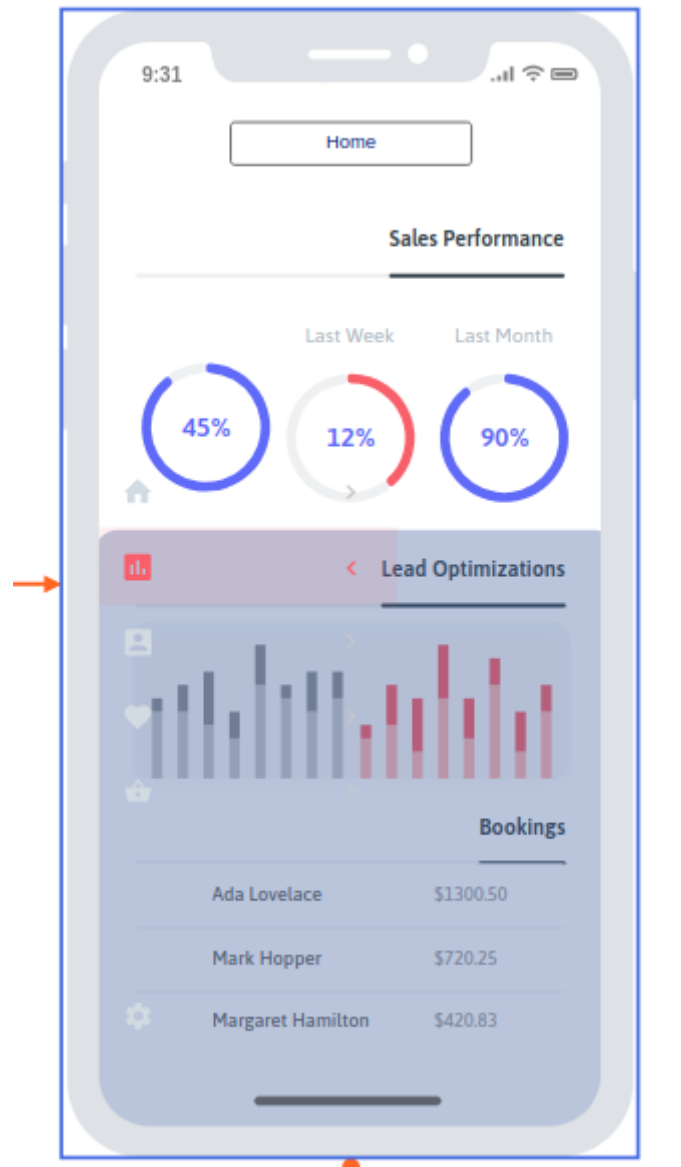 9:31
Home
Sales Performance
Last Week Last Month
45% 12% 90%
Lead Optimizations
Bookings
Ada Lovelace $1300.50
Mark Hopper $720.25
Margaret Hamilton $420.83